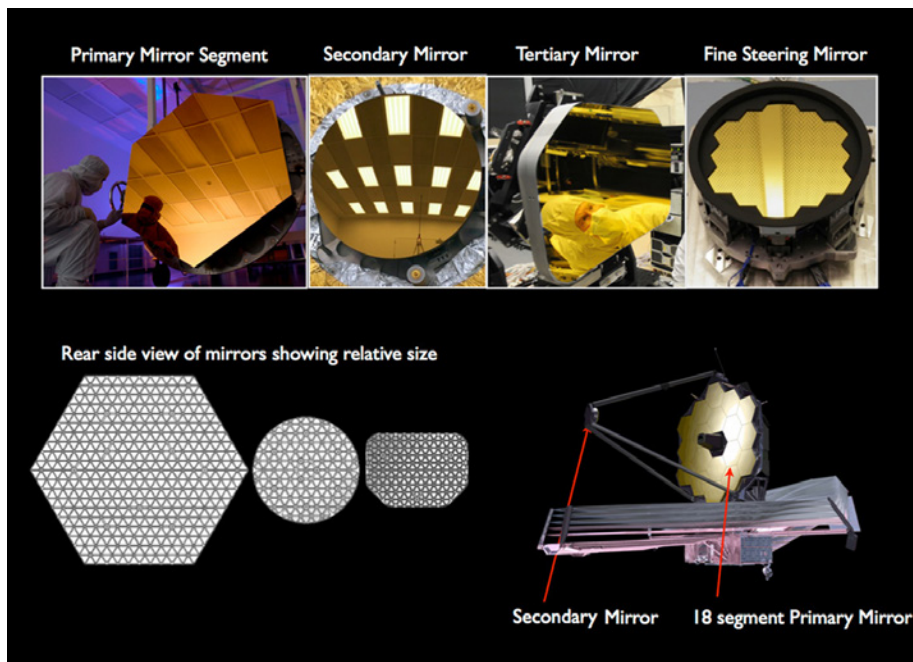 Primary Mirror Segment
Secondary Mirror
Tertiary Mirror
Fine Steering Mirror
Rear side view of mirrors showing relative size
Secondary Mirror
18 segment Primary Mirror